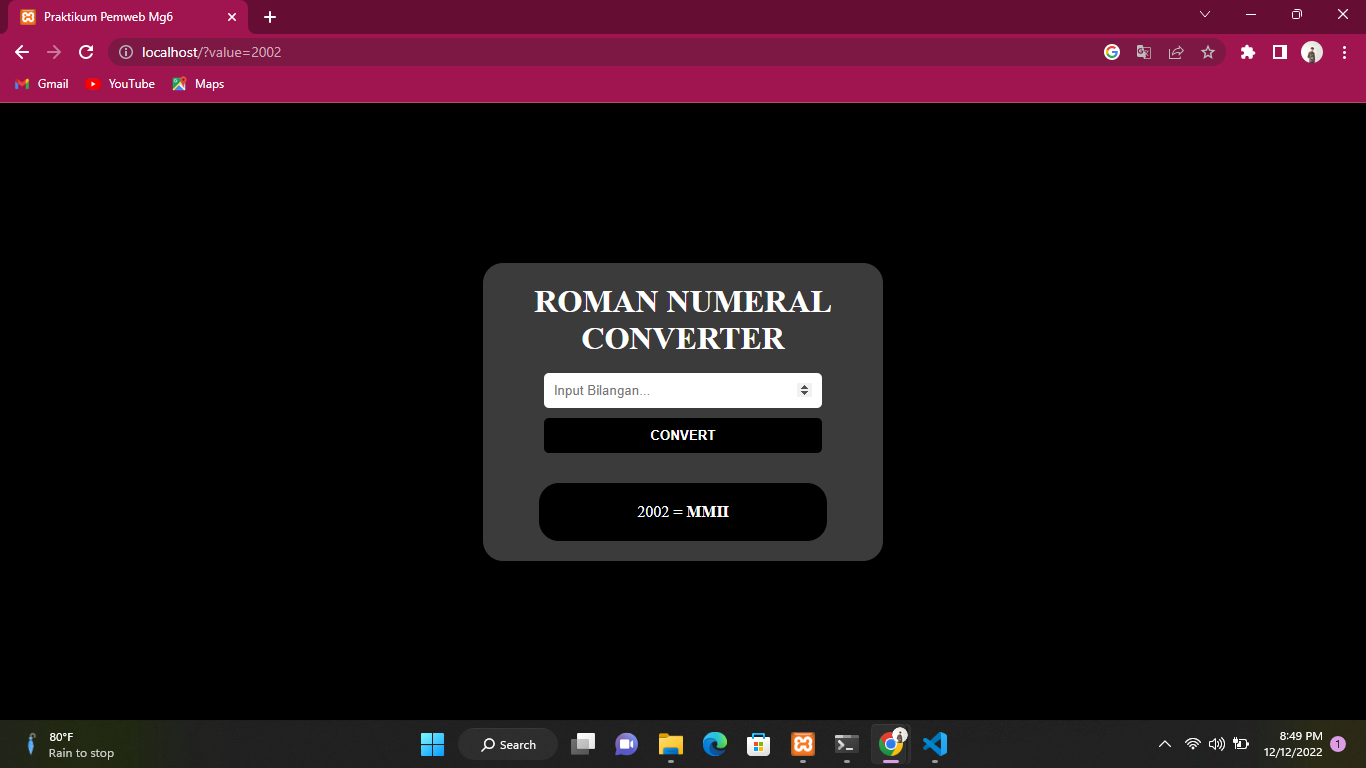 Praktikum Pemweb Mg6
localhost/?value=2002
Gmail YouTube Maps
ROMAN NUMERAL
CONVERTER
Input Bilangan...
CONVERT
2002 = MMII
80°F
Rain to stop
Search
8:49 PM
12/12/2022
1